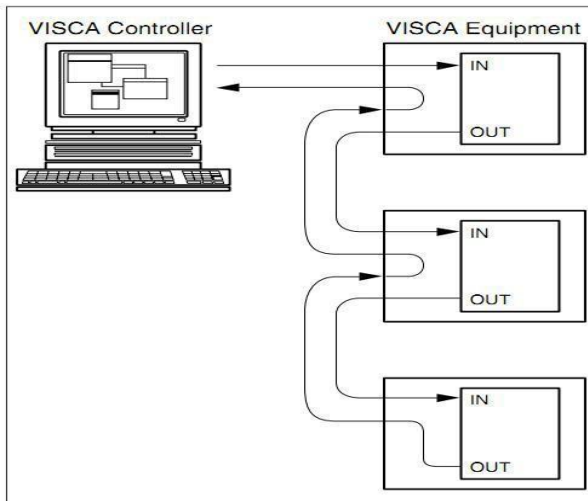 VISCA Controller
VISCA Equipment
IN
OUT
IN
OUT
IN
OUT